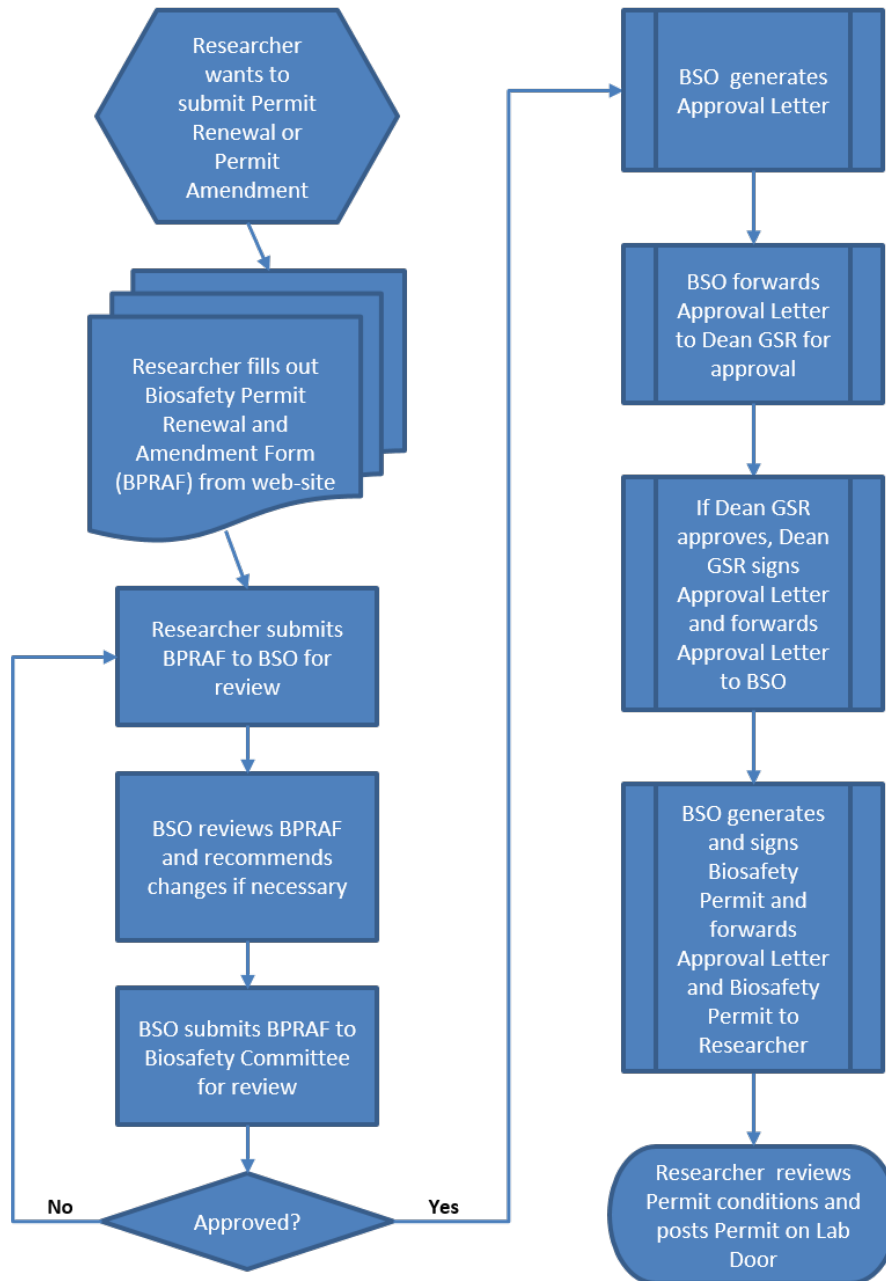 Researcher
wants to
submit Permit
Renewal or
Permit
Amendment
Researcher fills out
Biosafety Permit
Renewal and
Amendment Form
(BPRAF) from web-site
Researcher submits
BPRAF to BSO for
review
BSO reviews BPRAF
and recommends
changes if necessary
BSO submits BPRAF to
Biosafety Committee
for review
No
Approved?
Yes
BSO generates
Approval Letter
BSO forwards
Approval Letter
to Dean GSR for
approval
If Dean GSR
approves, Dean
GSR signs
Approval Letter
and forwards
Approval Letter
to BSO
BSO generates
and signs
Biosafety
Permit and
forwards
Approval Letter
and Biosafety
Permit to
Researcher
Researcher reviews
Permit conditions and
posts Permit on Lab
Door